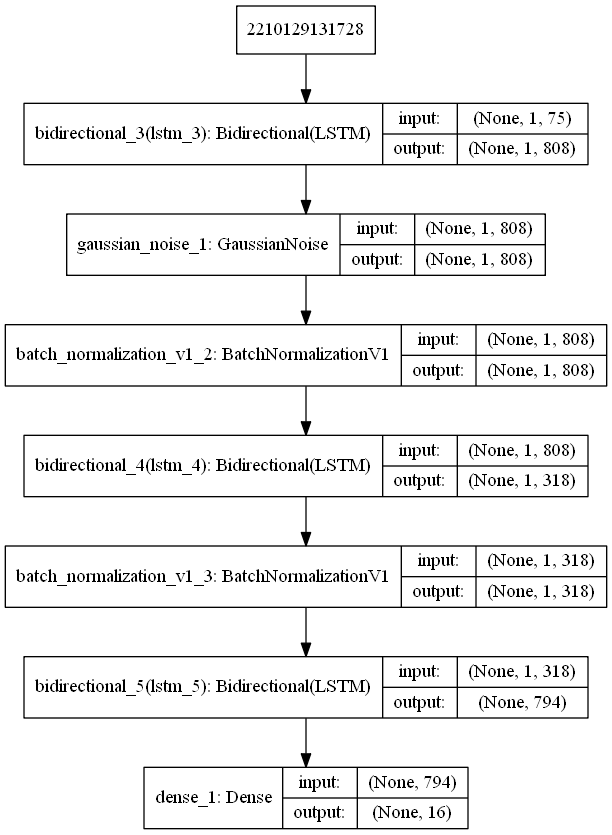 2210129131728
bidirectional_3(lstm_3): Bidirectional(LSTM)
input: (None, 1, 75)
output: (None, 1, 808)
gaussian_noise_1: GaussianNoise
input: (None, 1, 808)
output: (None, 1, 808)
batch_normalization_v1_2: BatchNormalizationV1
input: (None, 1, 808)
output: (None, 1, 808)
bidirectional_4(lstm_4): Bidirectional(LSTM)
input: (None, 1, 808)
output: (None, 1, 318)
batch_normalization_v1_3: BatchNormalizationV1
input: (None, 1, 318)
output: (None, 1, 318)
bidirectional_5(lstm_5): Bidirectional(LSTM)
input: (None, 1, 318)
output: (None, 794)
dense_1: Dense
input: (None, 794)
output: (None, 16)